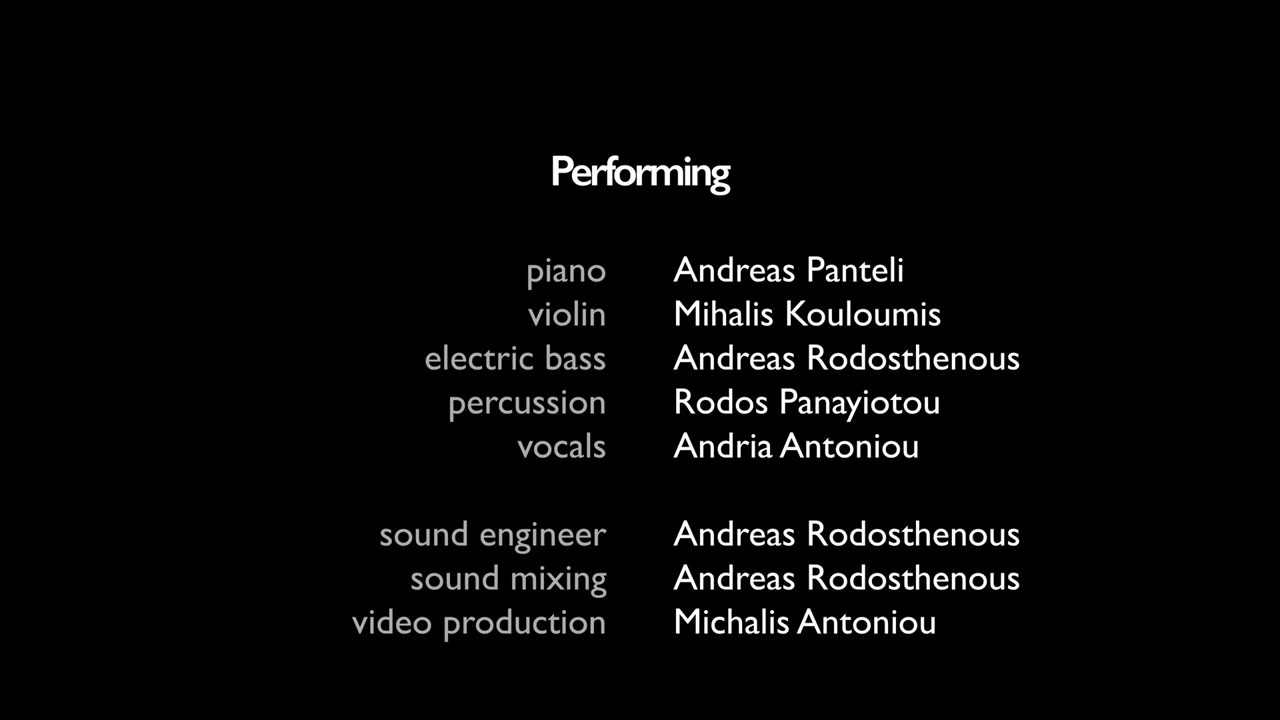 Performing
piano Andreas Panteli
violin Mihalis Kouloumis
electric bass Andreas Rodosthenous
percussion Rodos Panayiotou
vocals Andria Antoniou
sound engineer Andreas Rodosthenous
sound mixing Andreas Rodosthenous
video production Michalis Antoniou